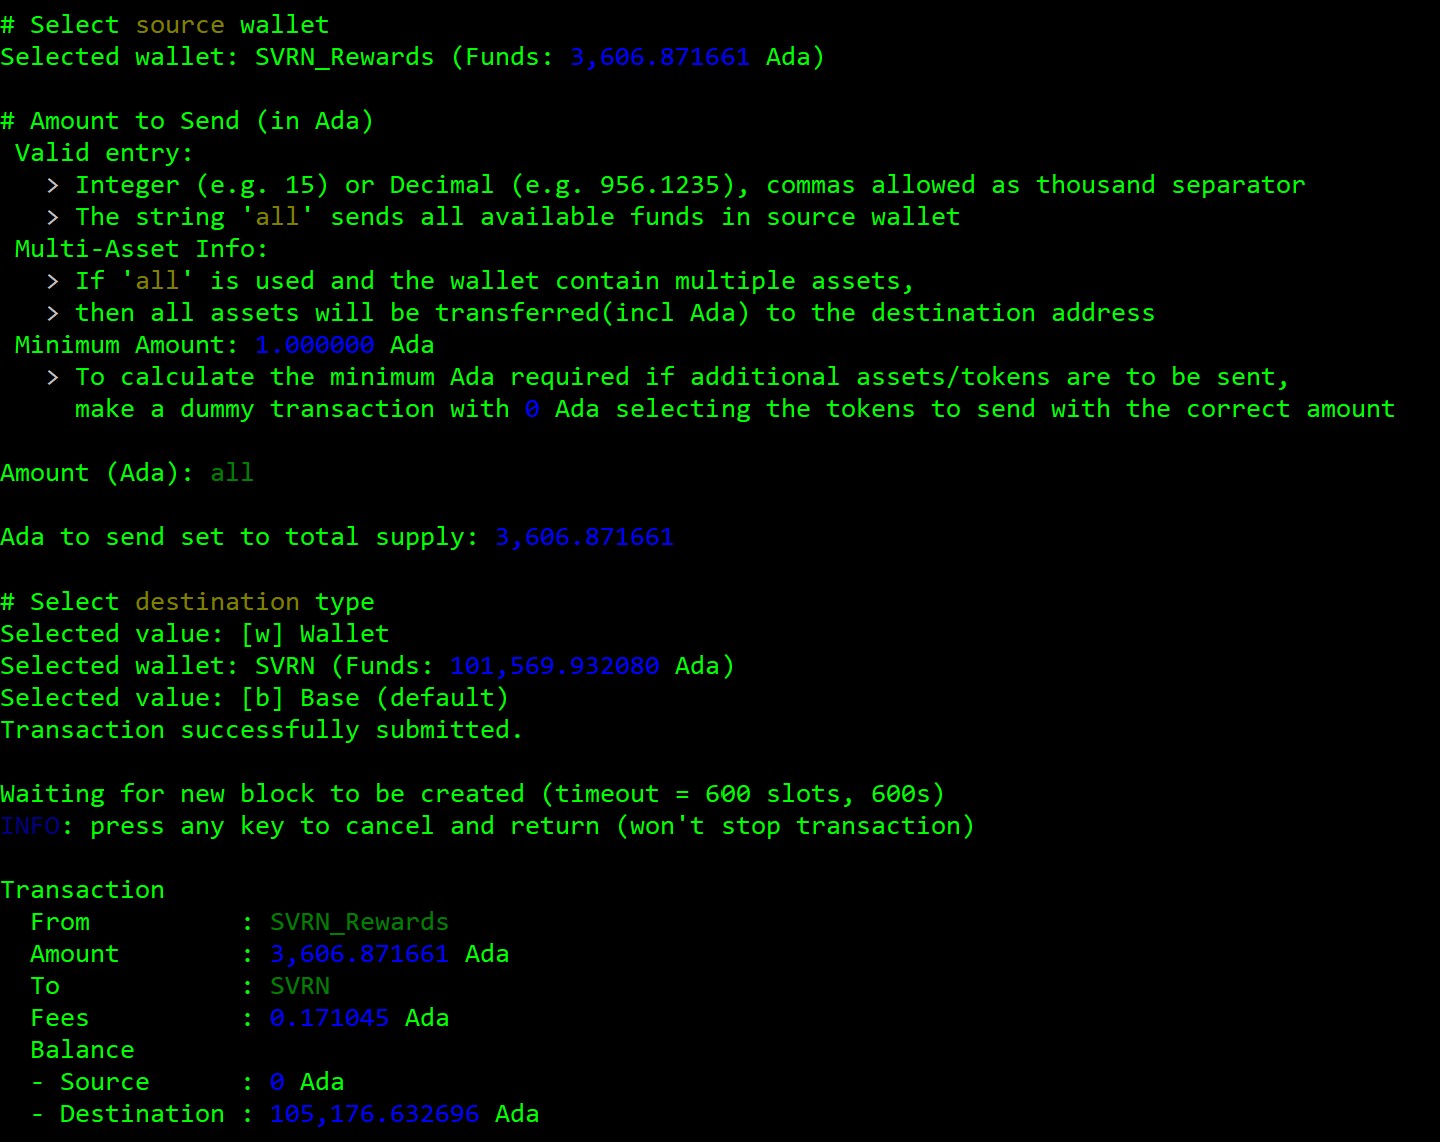 # Select source wallet
Selected wallet: SVRN_Rewards (Funds: 3,606.871661 Ada)
# Amount to Send (in Ada)
Valid entry:
> Integer (e.g. 15) or Decimal (e.g. 956.1235), commas allowed as thousand separator
> The string 'all' sends all available funds in source wallet
Multi-Asset Info:
> If 'all' is used and the wallet contain multiple assets,
> then all assets will be transferred(incl Ada) to the destination address
Minimum Amount: 1.000000 Ada
> To calculate the minimum Ada required if additional assets/tokens are to be sent,
make a dummy transaction with 0 Ada selecting the tokens to send with the correct amount
Amount (Ada): all
Ada to send set to total supply: 3,606.871661
# Select destination type
Selected value: [w] Wallet
Selected wallet: SVRN (Funds: 101,569.932080 Ada)
Selected value: [b] Base (default)
Transaction successfully submitted.
Waiting for new block to be created (timeout = 600 slots, 600s)
INFO: press any key to cancel and return (won't stop transaction)
Transaction
From : SVRN_Rewards
Amount : 3,606.871661 Ada
To : SVRN
Fees : 0.171045 Ada
Balance
- Source : 0 Ada
- Destination : 105,176.632696 Ada